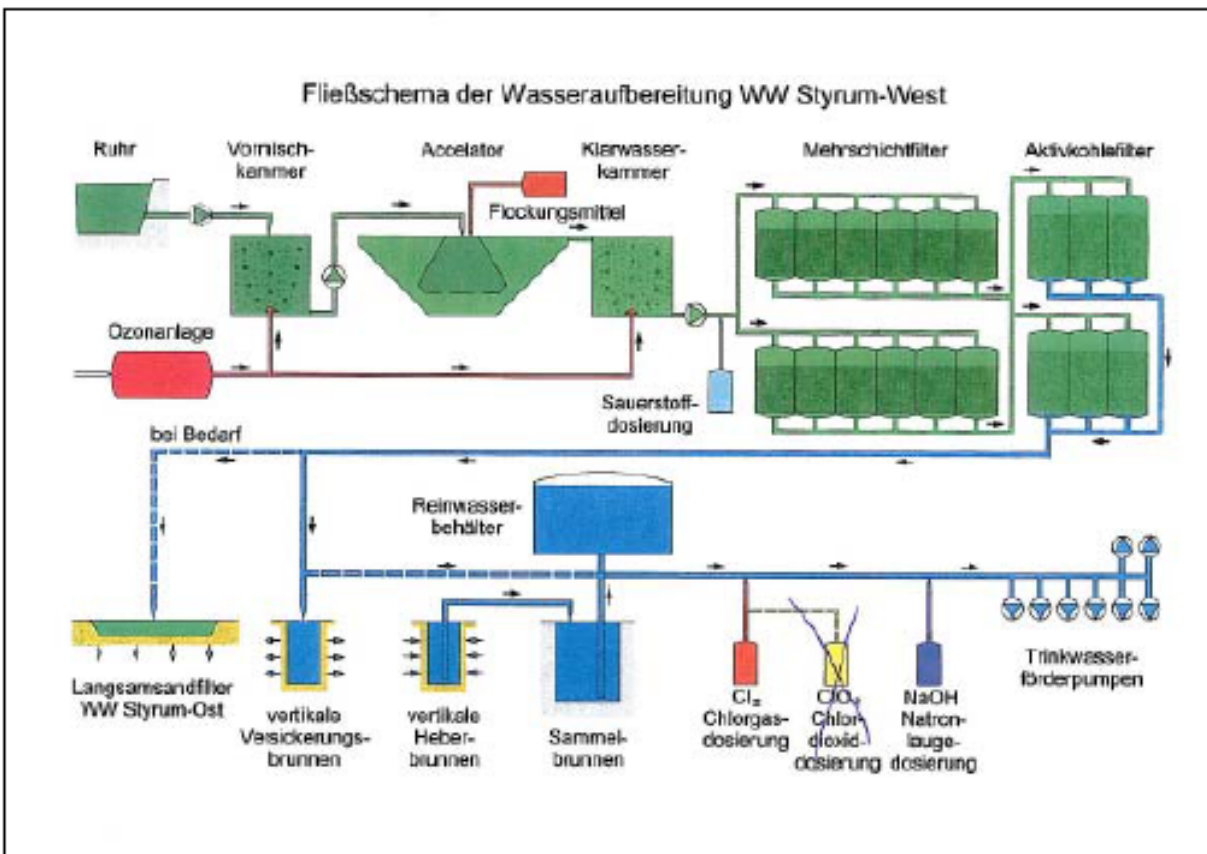 Fließschema der Wasseraufbereitung WW Styrum-West
Ruhr
Vormisch-
kammer
Accelator
Klarwasser-
kammer
Mehrschichtfilter
Aktivkohlefilter
Flockungsmittel
Ozonanlage
Sauerstoff-
dosierung
bei Bedarf
Reinwasser-
behälter
Langsamsandfilter
WW Styrum-Ost
vertikale
Versickerungs-
brunnen
vertikale
Heber-
brunnen
Sammel-
brunnen
Cl₂
Chlorgas-
dosierung
ClO₂
Chlor-
dioxid-
dosierung
NaOH
Natron-
lauge-
dosierung
Trinkwasser-
förderpumpen